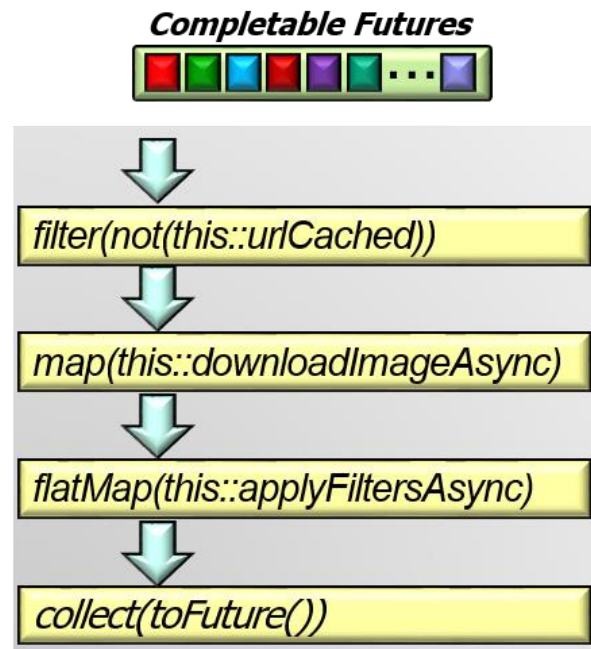 Completable Futures
...
filter(not(this::urlCached))
map(this::downloadImageAsync)
flatMap(this::applyFiltersAsync)
collect(toFuture())